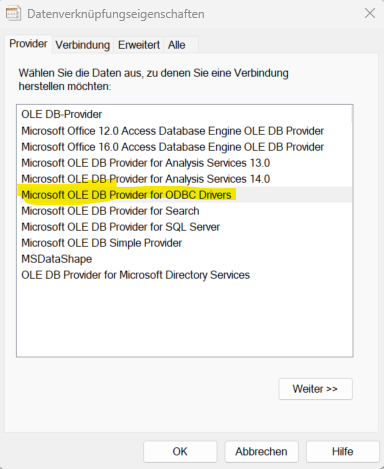 Datenverknüpfungseigenschaften
Provider Verbindung Erweitert Alle
Wählen Sie die Daten aus, zu denen Sie eine Verbindung
herstellen möchten:
OLE DB-Provider
Microsoft Office 12.0 Access Database Engine OLE DB Provider
Microsoft Office 16.0 Access Database Engine OLE DB Provider
Microsoft OLE DB Provider for Analysis Services 13.0
Microsoft OLE DB Provider for Analysis Services 14.0
Microsoft OLE DB Provider for ODBC Drivers
Microsoft OLE DB Provider for Search
Microsoft OLE DB Provider for SQL Server
Microsoft OLE DB Simple Provider
MSDataShape
OLE DB Provider for Microsoft Directory Services
Weiter >>
OK Abbrechen Hilfe